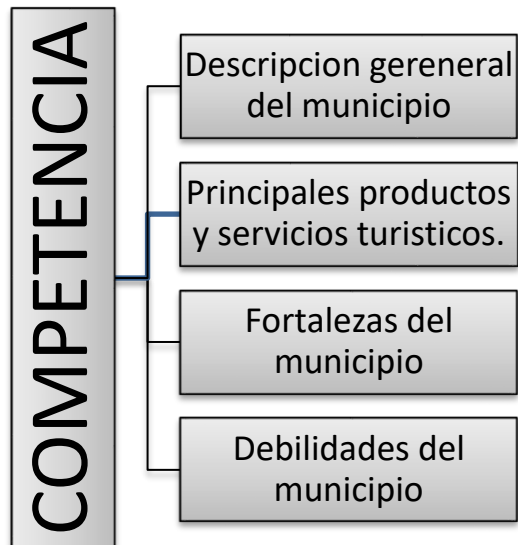 COMPETENCIA
Descripcion gereneral
del municipio
Principales productos
y servicios turisticos.
Fortalezas del
municipio
Debilidades del
municipio